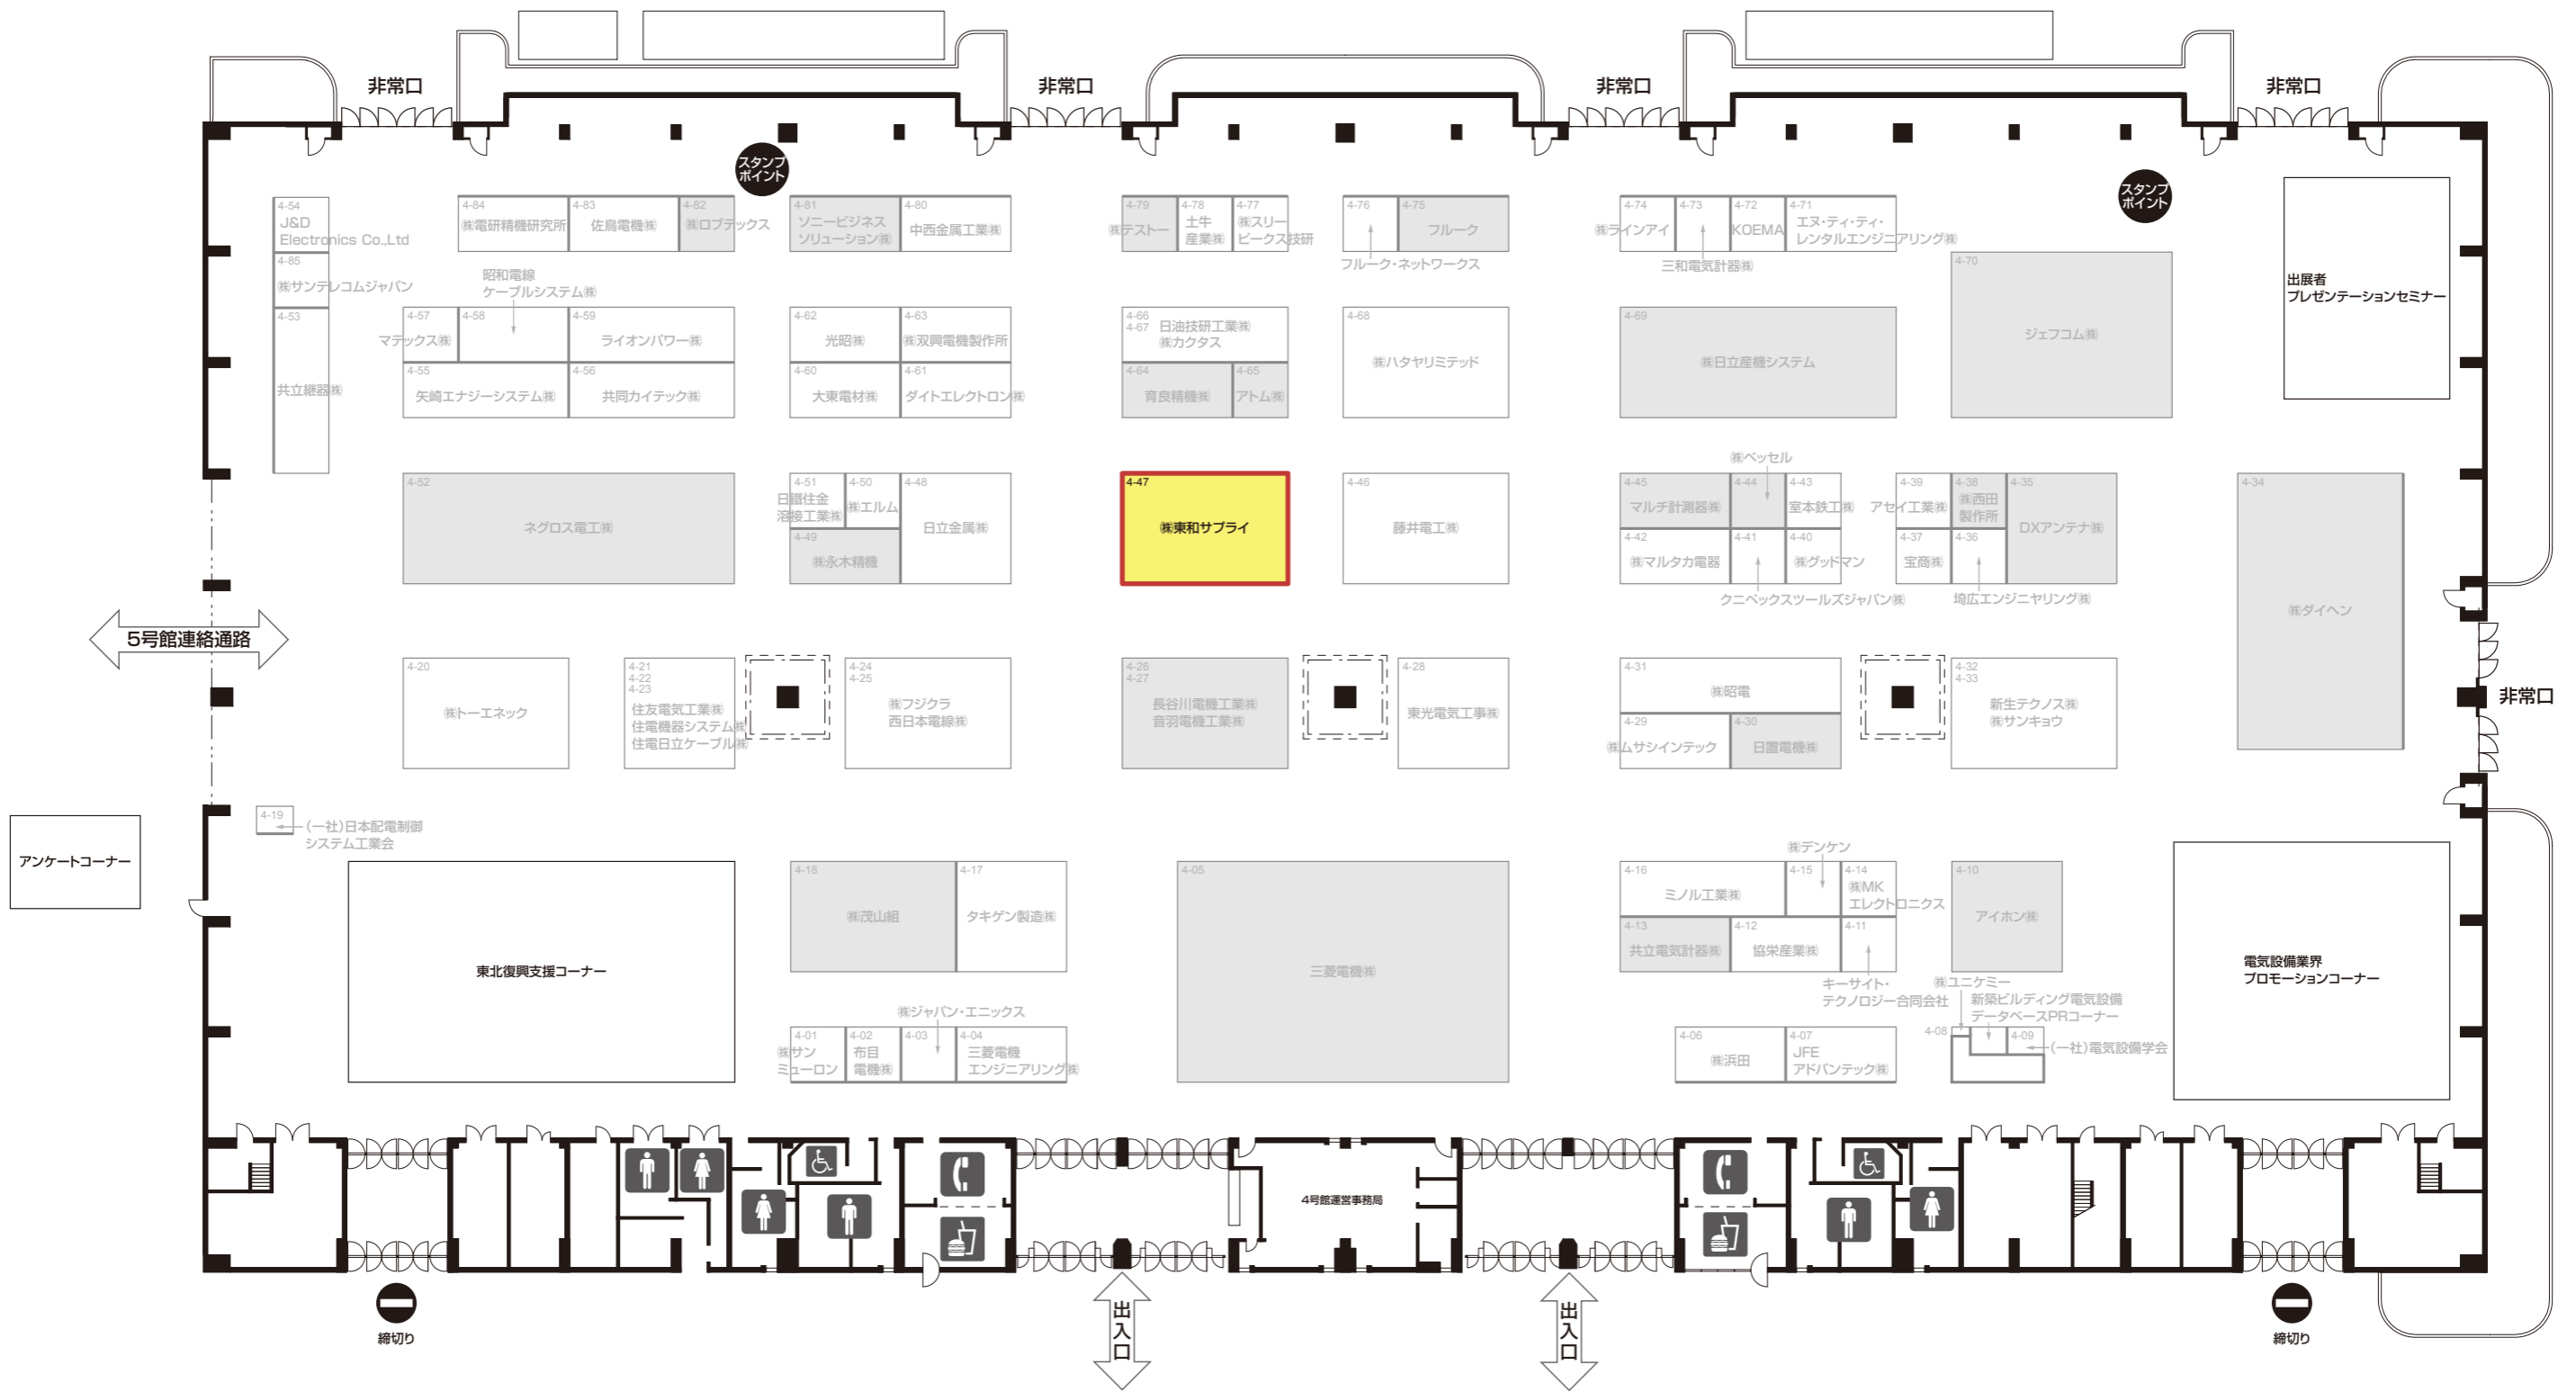 非常口
非常口
非常口
非常口
スタンプ
ポイント
スタンプ
ポイント
4-54
J&D
Electronics Co.,Ltd
4-84
㈱電研精機研究所
4-83
佐鳥電機㈱
4-82
㈱ロブテックス
4-81
ソニービジネス
ソリューション㈱
4-80
中西金属工業㈱
4-79
㈱テストー
4-78
土牛
産業㈱
4-77
㈱スリー
ピークス技研
4-76
フルーク・ネットワークス
4-75
フルーク
4-74
㈱ラインアイ
4-73
三和電気計器㈱
4-72
KOEMA
4-71
エヌ・ティ・ティ・
レンタルエンジニアリング㈱
出展者
プレゼンテーションセミナー
4-85
㈱サンテレコムジャパン
4-53
共立継器㈱
昭和電線
ケーブルシステム㈱
4-57
マテックス㈱
4-58
4-59
ライオンパワー㈱
4-55
矢崎エナジーシステム㈱
4-56
共同カイテック㈱
4-62
光昭㈱
4-63
㈱双興電機製作所
4-60
大東電材㈱
4-61
ダイトエレクトロン㈱
4-66
4-67
日油技研工業㈱
㈱カクタス
4-64
育良精機㈱
4-65
アトム㈱
4-68
㈱ハタヤリミテッド
4-69
㈱日立産機システム
4-70
ジェフコム㈱
4-52
ネグロス電工㈱
4-51
日鐵住金
溶接工業㈱
4-50
㈱エルム
4-48
日立金属㈱
4-49
㈱永木精機
4-47
㈱東和サプライ
4-46
藤井電工㈱
㈱ベッセル
4-45
マルチ計測器㈱
4-44
4-43
室本鉄工㈱
4-42
㈱マルタカ電器
4-41
クニペックスツールズジャパン㈱
4-40
㈱グッドマン
4-39
アセイ工業㈱
4-38
㈱西田
製作所
4-35
DXアンテナ㈱
4-37
宝商㈱
4-36
埼広エンジニヤリング㈱
4-34
㈱ダイヘン
5号館連絡通路
4-20
㈱トーエネック
4-21
4-22
4-23
住友電気工業㈱
住電機器システム㈱
住電日立ケーブル㈱
4-24
4-25
㈱フジクラ
西日本電線㈱
4-26
4-27
長谷川電機工業㈱
音羽電機工業㈱
4-28
東光電気工事㈱
4-31
㈱昭電
4-29
㈱ムサシインテック
4-30
日置電機㈱
4-32
4-33
新生テクノス㈱
㈱サンキョウ
非常口
4-19
(一社)日本配電制御
システム工業会
アンケートコーナー
東北復興支援コーナー
4-18
㈱茂山組
4-17
タキゲン製造㈱
4-05
三菱電機㈱
㈱デンケン
4-16
ミノル工業㈱
4-15
4-14
㈱MK
エレクトロニクス
4-13
共立電気計器㈱
4-12
協栄産業㈱
4-11
キーサイト・
テクノロジー合同会社
4-10
アイホン㈱
電気設備業界
プロモーションコーナー
㈱ジャパン・エニックス
4-01
㈱サン
ミューロン
4-02
布目
電機㈱
4-03
4-04
三菱電機
エンジニアリング㈱
4-06
㈱浜田
4-07
JFE
アドバンテック㈱
㈱ユニケミー
新築ビルディング電気設備
データベースPRコーナー
4-08
4-09
(一社)電気設備学会
4号館運営事務局
締切り
出入口
出入口
締切り